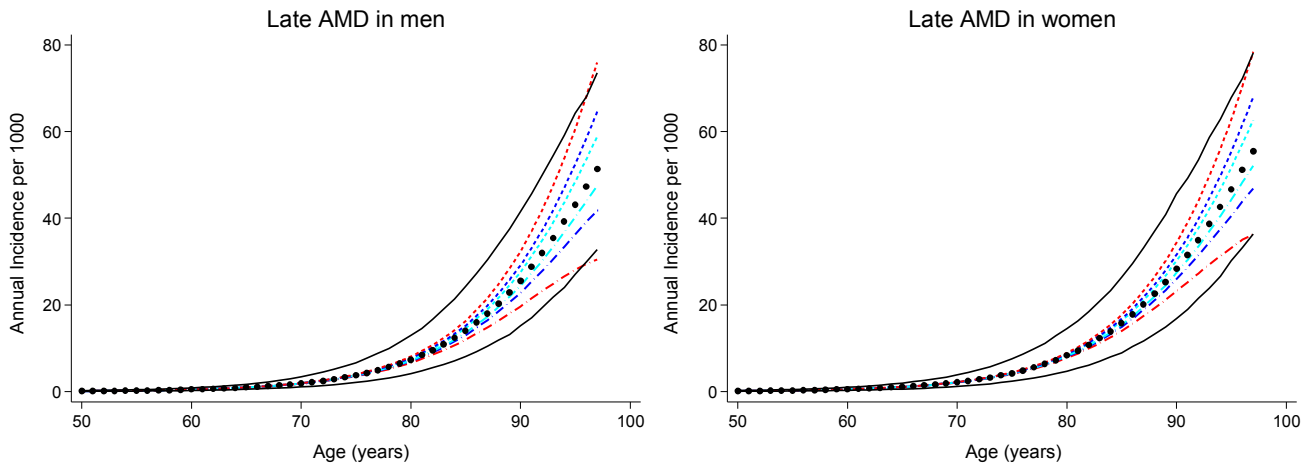 Late AMD in men
80
60
40
20
0
50 60 70 80 90 100
Annual Incidence per 1000
Age (years)
Late AMD in women
80
60
40
20
0
50 60 70 80 90 100
Annual Incidence per 1000
Age (years)